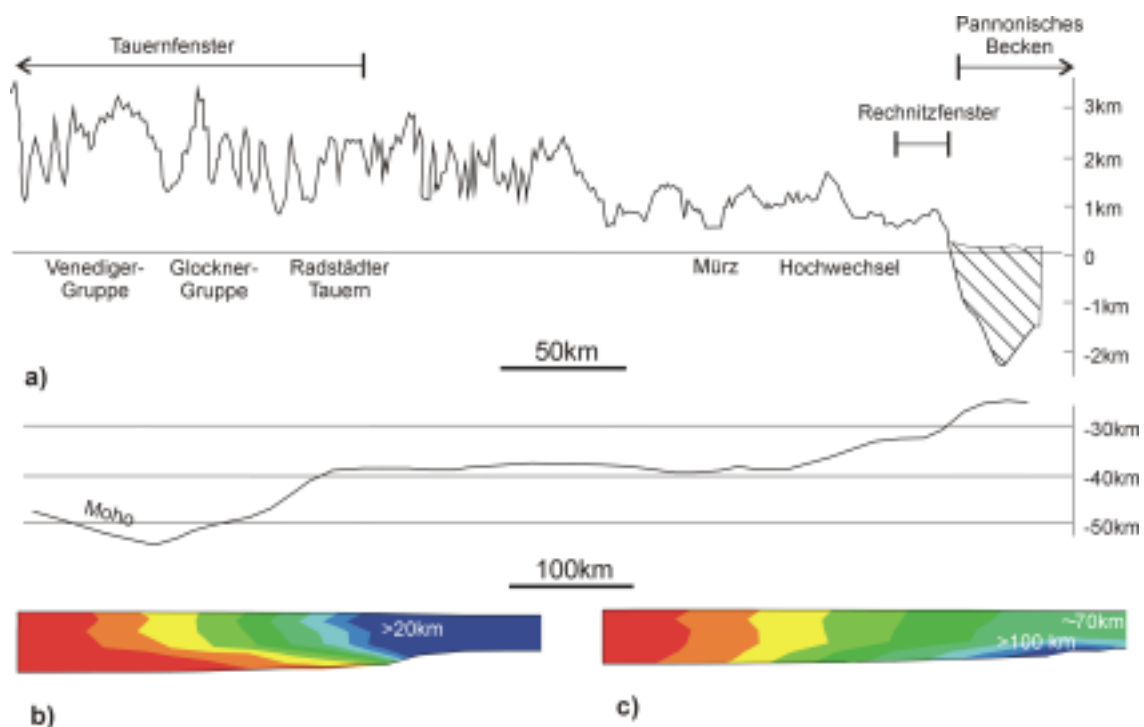 Tauernfenster
Pannonisches
Becken
Rechnitzfenster
3km
2km
1km
0
-1km
-2km
Venediger-
Gruppe
Glockner-
Gruppe
Radstädter
Tauern
Mürz
Hochwechsel
50km
a)
-30km
-40km
-50km
Moho
100km
>20km
~70km
>100 km
b)
c)